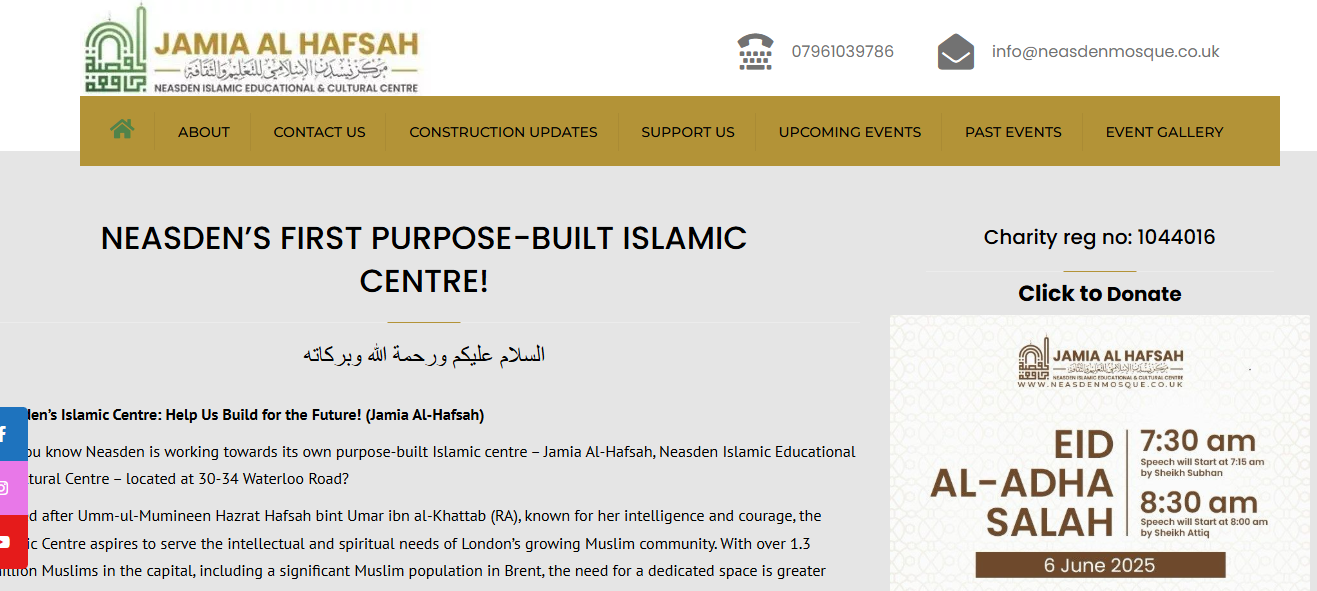 JAMIA AL HAFSAH
مركز نيسدن الإسلامي للتعليم والثقافة
NEASDEN ISLAMIC EDUCATIONAL & CULTURAL CENTRE
07961039786
info@neasdenmosque.co.uk
ABOUT
CONTACT US
CONSTRUCTION UPDATES
SUPPORT US
UPCOMING EVENTS
PAST EVENTS
EVENT GALLERY
NEASDEN’S FIRST PURPOSE-BUILT ISLAMIC
CENTRE!
السلام عليكم ورحمة الله وبركاته
den’s Islamic Centre: Help Us Build for the Future! (Jamia Al-Hafsah)
ou know Neasden is working towards its own purpose-built Islamic centre – Jamia Al-Hafsah, Neasden Islamic Educational
tural Centre – located at 30-34 Waterloo Road?
ed after Umm-ul-Mumineen Hazrat Hafsah bint Umar ibn al-Khattab (RA), known for her intelligence and courage, the
ic Centre aspires to serve the intellectual and spiritual needs of London’s growing Muslim community. With over 1.3
million Muslims in the capital, including a significant Muslim population in Brent, the need for a dedicated space is greater
Charity reg no: 1044016
Click to Donate
JAMIA AL HAFSAH
مركز نيسدن الإسلامي للتعليم والثقافة
NEASDEN ISLAMIC EDUCATIONAL & CULTURAL CENTRE
WWW.NEASDENMOSQUE.CO.UK
EID
AL-ADHA
SALAH
7:30 am
Speech will Start at 7:15 am
by Sheikh Subhan
8:30 am
Speech will Start at 8:00 am
by Sheikh Attiq
6 June 2025